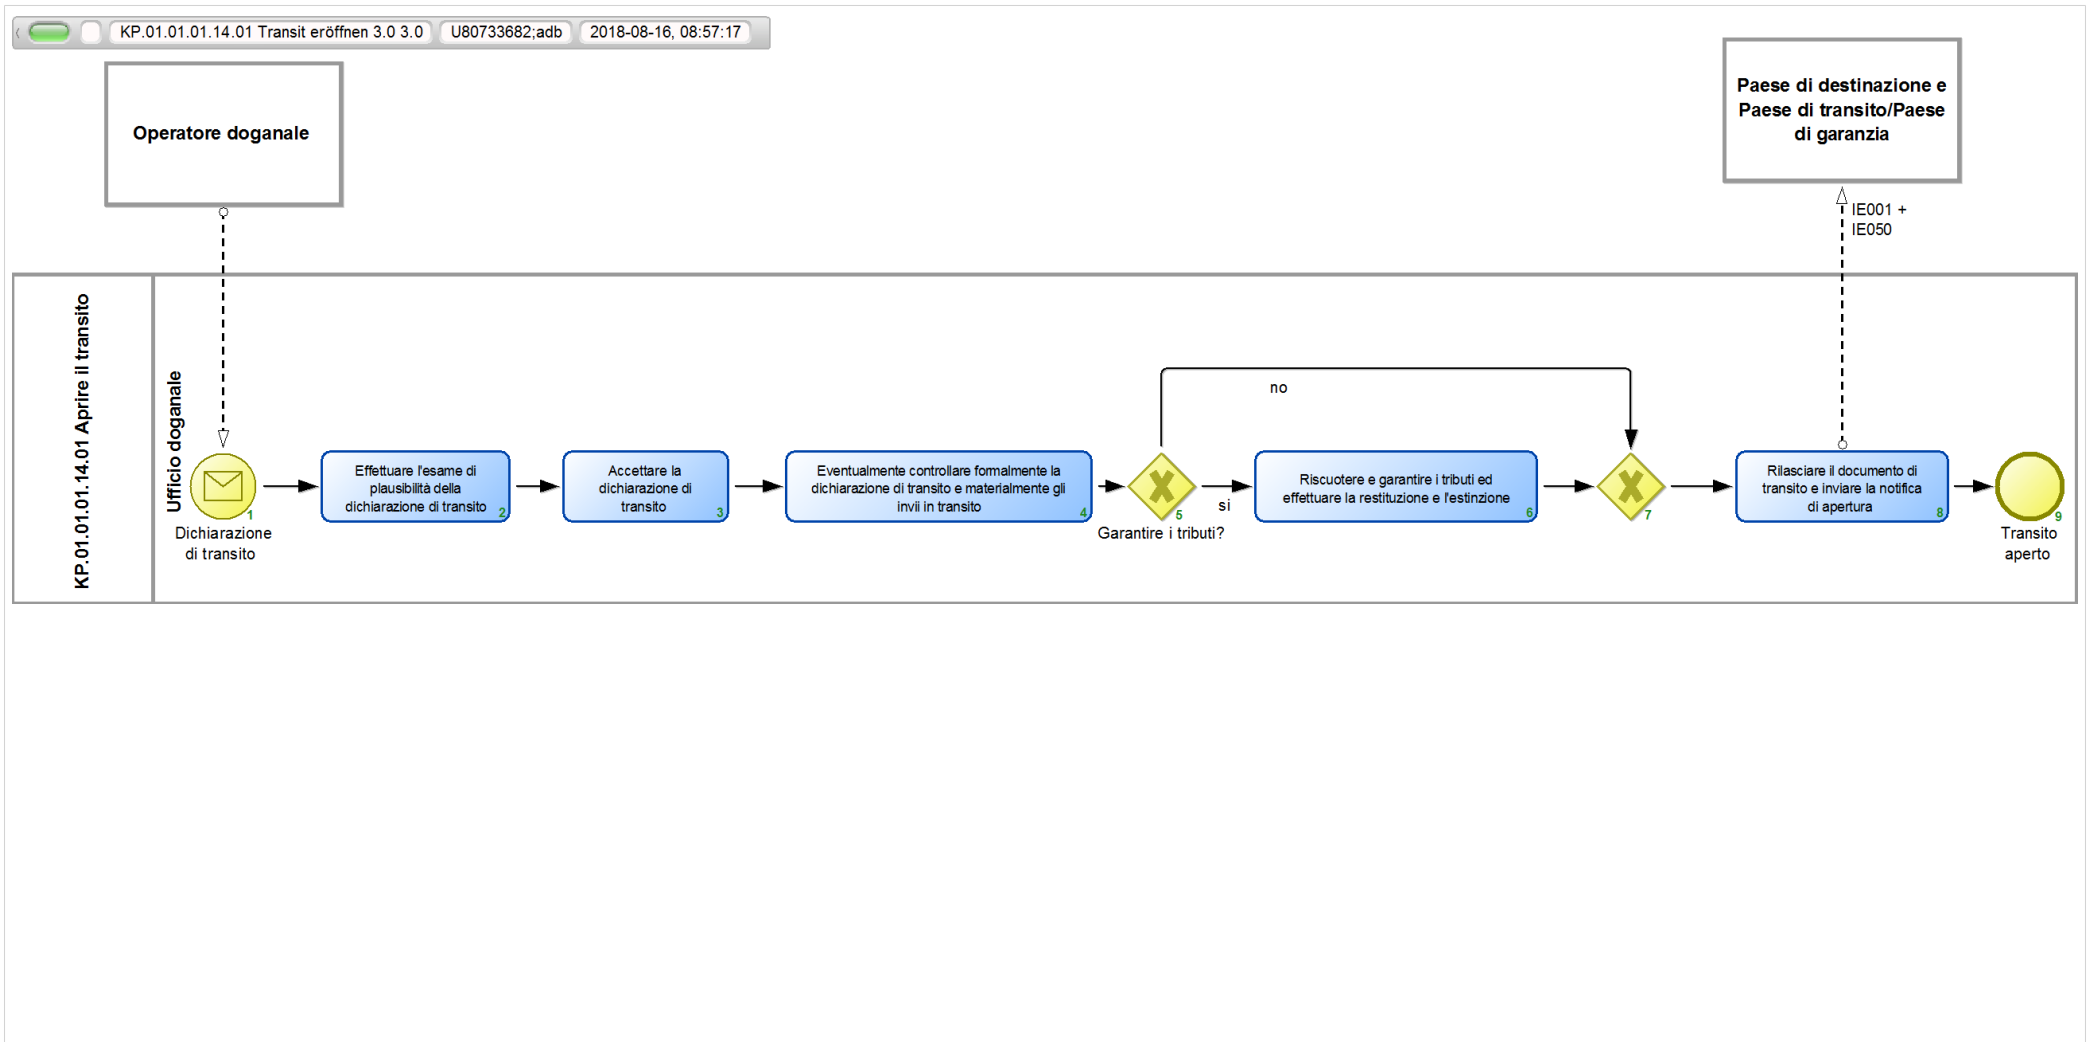 KP.01.01.01.14.01 Transit eröffnen 3.0 3.0
U80733682;adb
2018-08-16, 08:57:17
Operatore doganale
Paese di destinazione e
Paese di transito/Paese
di garanzia
IE001 +
IE050
KP.01.01.01.14.01 Aprire il transito
Ufficio doganale
1
Dichiarazione
di transito
Effettuare l'esame di
plausibilità della
dichiarazione di transito
2
Accettare la
dichiarazione di
transito
3
Eventualmente controllare formalmente la
dichiarazione di transito e materialmente gli
invii in transito
4
5
Garantire i tributi?
no
si
Riscuotere e garantire i tributi ed
effettuare la restituzione e l'estinzione
6
7
Rilasciare il documento di
transito e inviare la notifica
di apertura
8
9
Transito
aperto